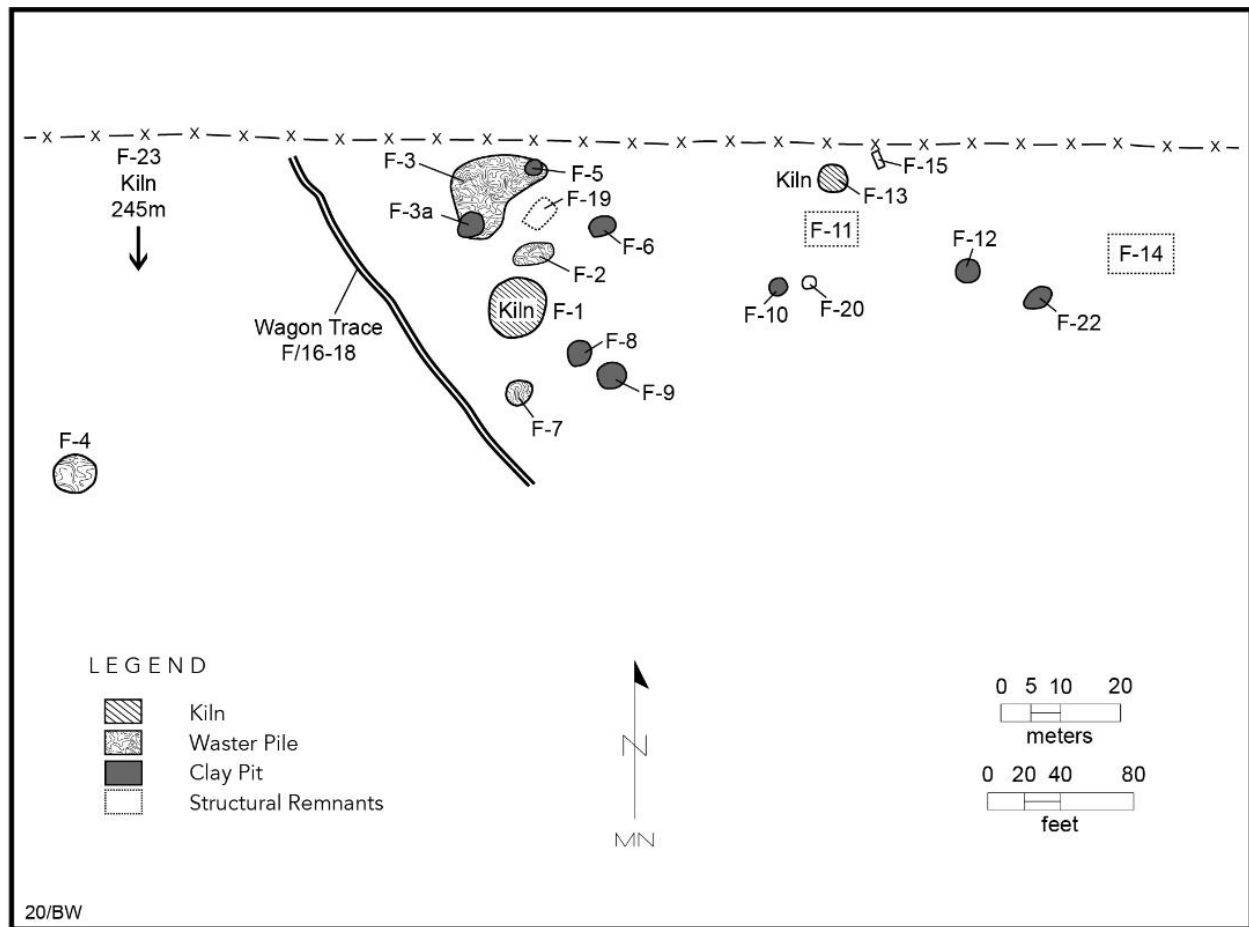 F-23
Kiln
245m
F-3
F-5
F-15
Kiln
F-13
F-19
F-3a
F-6
F-11
F-12
F-14
F-2
Kiln
F-1
F-10
F-20
F-22
Wagon Trace
F/16-18
F-8
F-9
F-7
F-4
LEGEND
Kiln
Waster Pile
Clay Pit
Structural Remnants
N
MN
0 5 10 20
meters
0 20 40 80
feet
20/BW